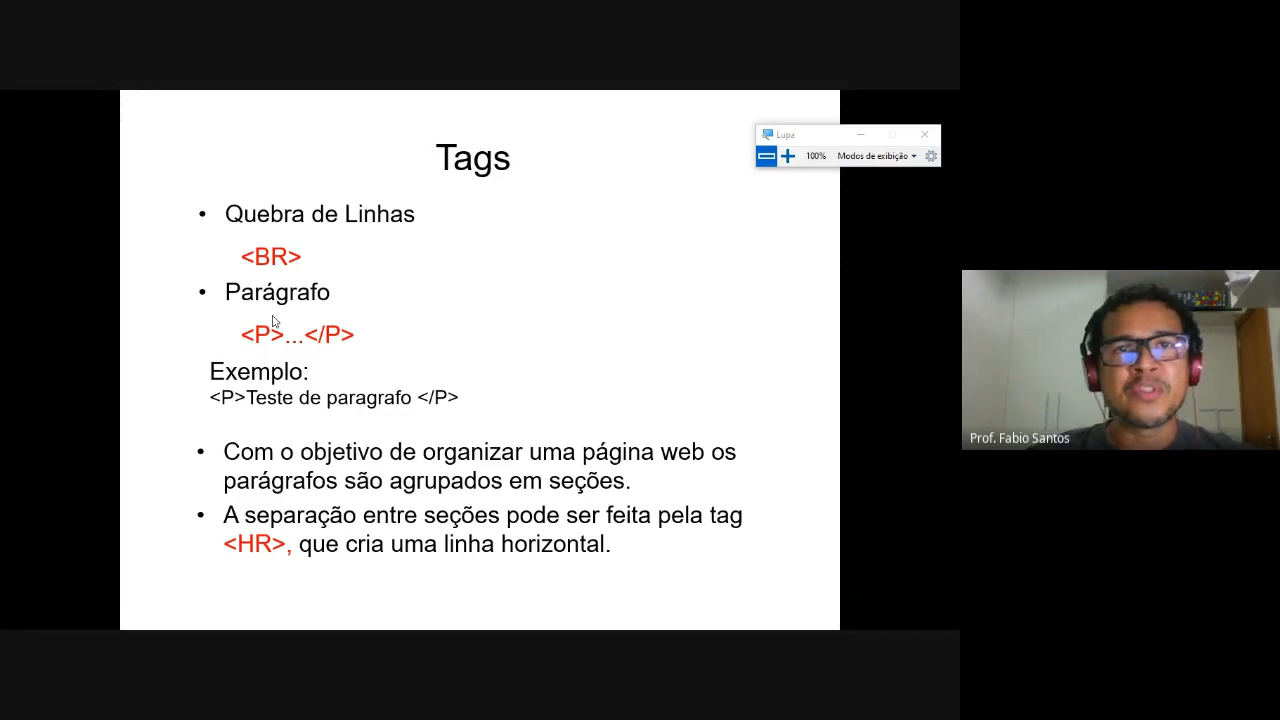 Tags
Lupa
100% Modos de exibição
• Quebra de Linhas
<BR>
• Parágrafo
<P>...</P>
Exemplo:
<P>Teste de paragrafo </P>
• Com o objetivo de organizar uma página web os
parágrafos são agrupados em seções.
• A separação entre seções pode ser feita pela tag
<HR>, que cria uma linha horizontal.
Prof. Fabio Santos